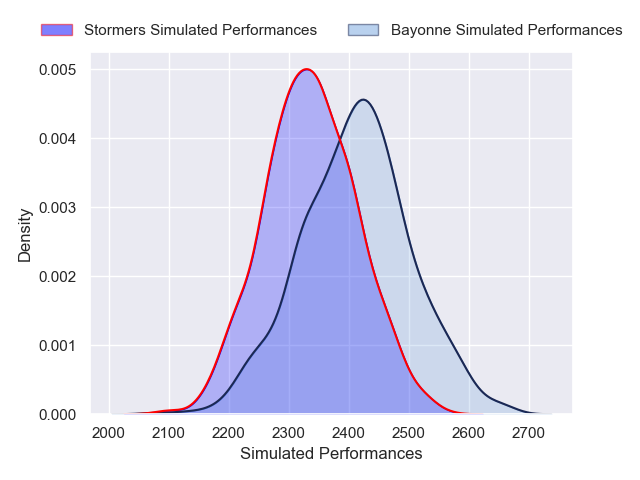 Stormers Simulated Performances
Bayonne Simulated Performances
0.005
0.004
0.003
0.002
0.001
0.000
Density
2000 2100 2200 2300 2400 2500 2600 2700
Simulated Performances